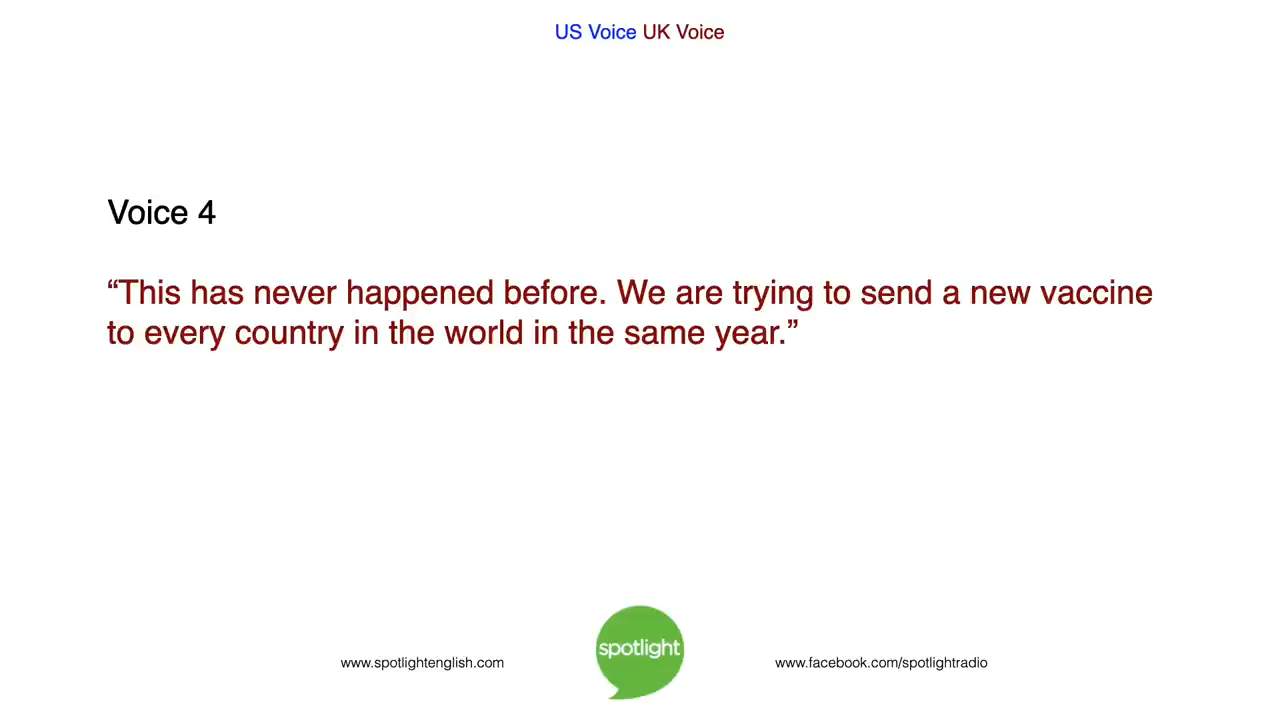 US Voice UK Voice
Voice 4
“This has never happened before. We are trying to send a new vaccine
to every country in the world in the same year.”
spotlight
www.spotlightenglish.com
www.facebook.com/spotlightradio